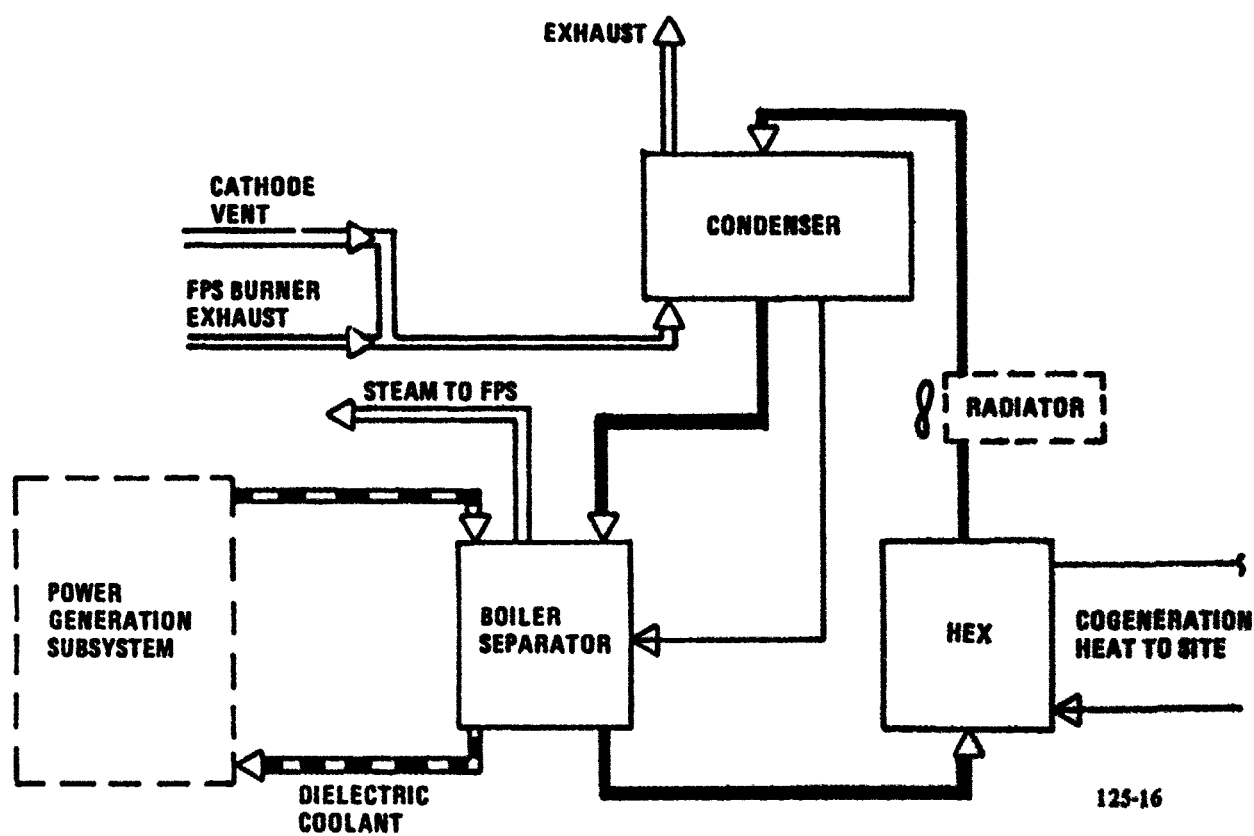 EXHAUST
CATHODE
VENT
CONDENSER
FPS BURNER
EXHAUST
STEAM TO FPS
RADIATOR
POWER
GENERATION
SUBSYSTEM
BOILER
SEPARATOR
HEX
COGENERATION
HEAT TO SITE
DIELECTRIC
COOLANT
125-16